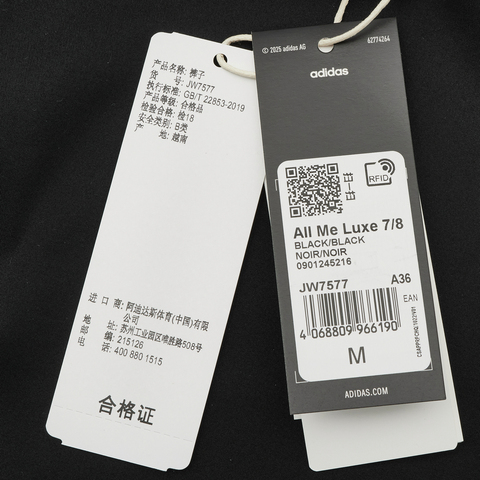 产品名称: 裤子
货 号: JW7577
执行标准: GB/T 22853-2019
产品等级: 合格品
检验合格: 检18
安全类别: B类
产 地: 越南
进 口 商: 阿迪达斯体育(中国)有限
公司
地 址: 苏州工业园区唯胜路508号
邮 编: 215126
电 话: 400 880 1515
合格证
© 2025 adidas AG
62774264
adidas
RFID
All Me Luxe 7/8
BLACK/BLACK
NOIR/NOIR
0901245216
JW7577
A36
EAN
4 068809 966190
M
ADIDAS.COM